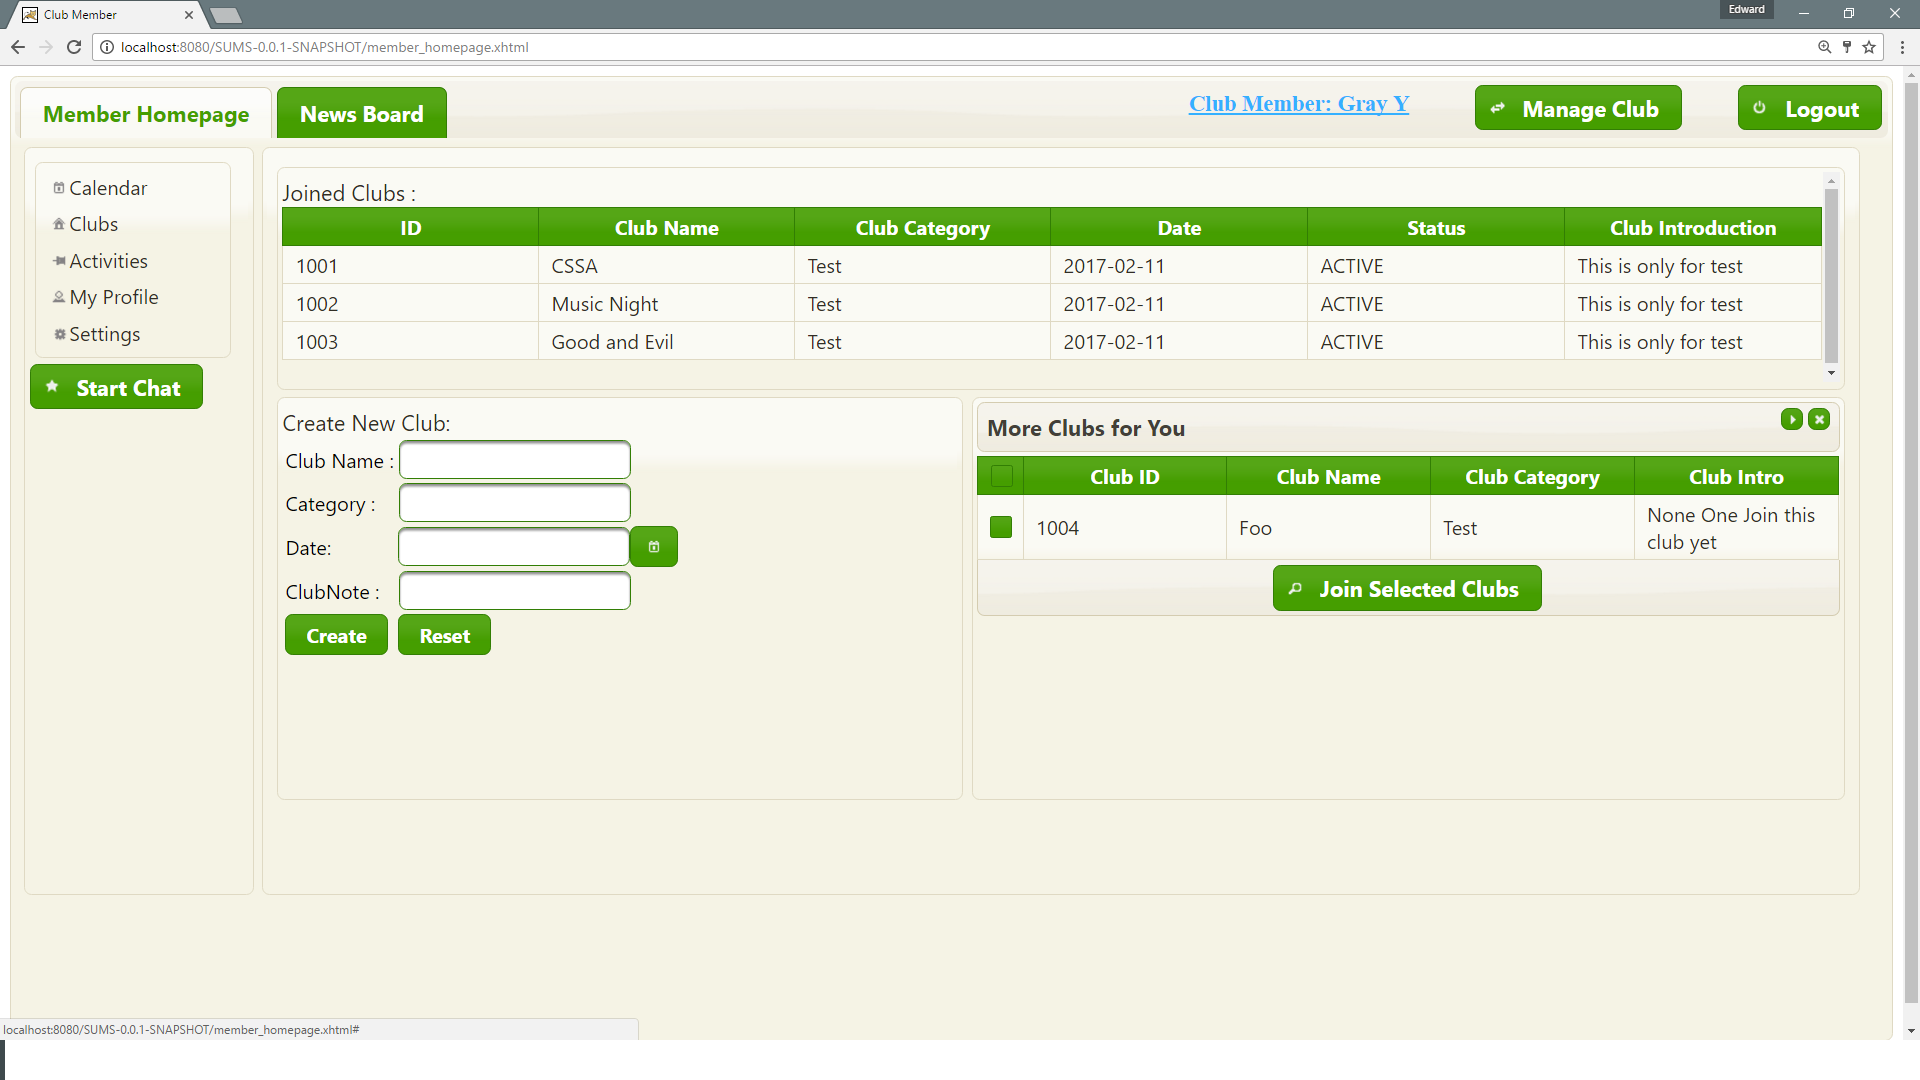 Club Member
Edward
localhost:8080/SUMS-0.0.1-SNAPSHOT/member_homepage.xhtml
Member Homepage
News Board
Club Member: Gray Y
Manage Club
Logout
Calendar
Clubs
Activities
My Profile
Settings
Start Chat
Joined Clubs :
ID Club Name Club Category Date Status Club Introduction
1001 CSSA Test 2017-02-11 ACTIVE This is only for test
1002 Music Night Test 2017-02-11 ACTIVE This is only for test
1003 Good and Evil Test 2017-02-11 ACTIVE This is only for test
Create New Club:
Club Name :
Category :
Date:
ClubNote :
Create Reset
More Clubs for You
Club ID Club Name Club Category Club Intro
1004 Foo Test None One Join this
club yet
Join Selected Clubs
localhost:8080/SUMS-0.0.1-SNAPSHOT/member_homepage.xhtml#